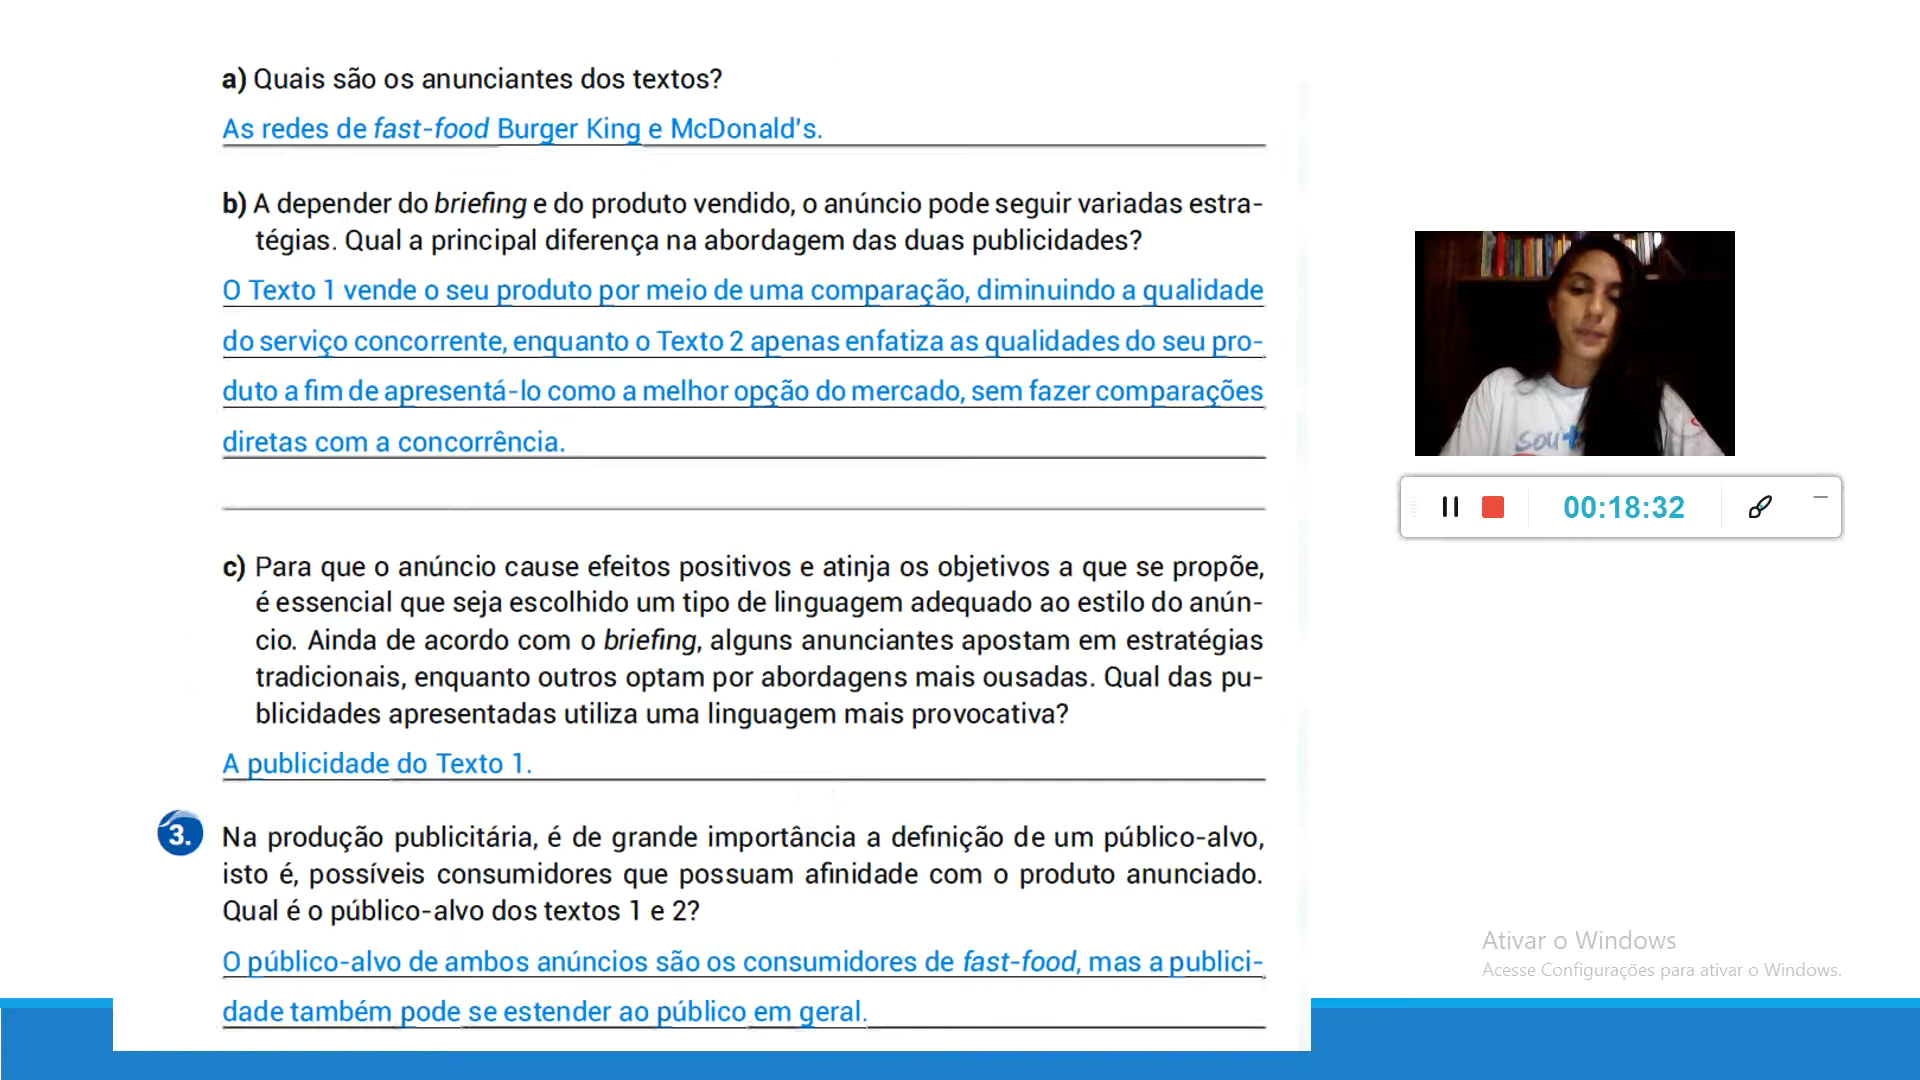 a) Quais são os anunciantes dos textos?
As redes de fast-food Burger King e McDonald's.
b) A depender do briefing e do produto vendido, o anúncio pode seguir variadas estra-
tégias. Qual a principal diferença na abordagem das duas publicidades?
O Texto 1 vende o seu produto por meio de uma comparação, diminuindo a qualidade
do serviço concorrente, enquanto o Texto 2 apenas enfatiza as qualidades do seu pro-
duto a fim de apresentá-lo como a melhor opção do mercado, sem fazer comparações
diretas com a concorrência.
c) Para que o anúncio cause efeitos positivos e atinja os objetivos a que se propõe,
é essencial que seja escolhido um tipo de linguagem adequado ao estilo do anún-
cio. Ainda de acordo com o briefing, alguns anunciantes apostam em estratégias
tradicionais, enquanto outros optam por abordagens mais ousadas. Qual das pu-
blicidades apresentadas utiliza uma linguagem mais provocativa?
A publicidade do Texto 1.
3. Na produção publicitária, é de grande importância a definição de um público-alvo,
isto é, possíveis consumidores que possuam afinidade com o produto anunciado.
Qual é o público-alvo dos textos 1 e 2?
O público-alvo de ambos anúncios são os consumidores de fast-food, mas a publici-
dade também pode se estender ao público em geral.
sou+
00:18:32
Ativar o Windows
Acesse Configurações para ativar o Windows.